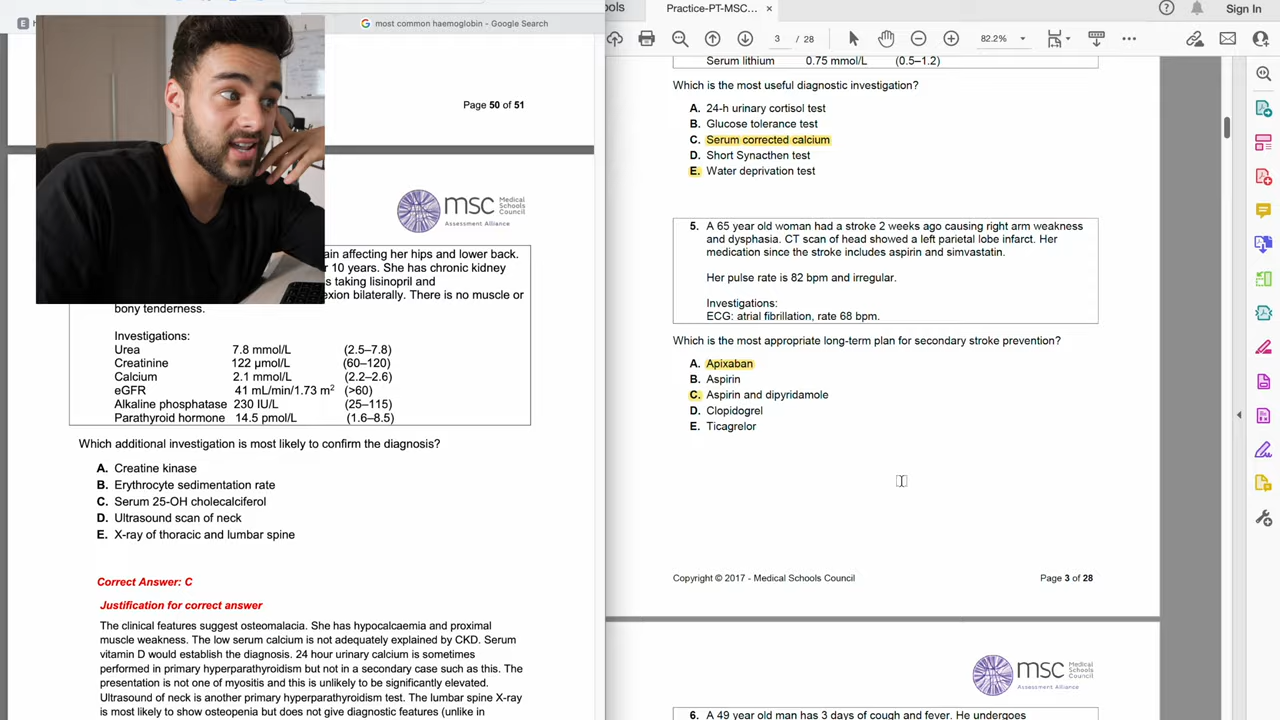 most common haemoglobin - Google Search
Page 50 of 51
msc Medical
Schools
Council
Assessment Alliance
ain affecting her hips and lower back.
r 10 years. She has chronic kidney
s taking lisinopril and
exion bilaterally. There is no muscle or
bony tenderness.
Investigations:
Urea 7.8 mmol/L (2.5–7.8)
Creatinine 122 µmol/L (60–120)
Calcium 2.1 mmol/L (2.2–2.6)
eGFR 41 mL/min/1.73 m2 (>60)
Alkaline phosphatase 230 IU/L (25–115)
Parathyroid hormone 14.5 pmol/L (1.6–8.5)
Which additional investigation is most likely to confirm the diagnosis?
A. Creatine kinase
B. Erythrocyte sedimentation rate
C. Serum 25-OH cholecalciferol
D. Ultrasound scan of neck
E. X-ray of thoracic and lumbar spine
Correct Answer: C
Justification for correct answer
The clinical features suggest osteomalacia. She has hypocalcaemia and proximal
muscle weakness. The low serum calcium is not adequately explained by CKD. Serum
vitamin D would establish the diagnosis. 24 hour urinary calcium is sometimes
performed in primary hyperparathyroidism but not in a secondary case such as this. The
presentation is not one of myositis and this is unlikely to be significantly elevated.
Ultrasound of neck is another primary hyperparathyroidism test. The lumbar spine X-ray
is most likely to show osteopenia but does not give diagnostic features (unlike in
ools
Practice-PT-MSC... ×
Sign In
3 / 28
82.2%
Serum lithium 0.75 mmol/L (0.5–1.2)
Which is the most useful diagnostic investigation?
A. 24-h urinary cortisol test
B. Glucose tolerance test
C. Serum corrected calcium
D. Short Synacthen test
E. Water deprivation test
5. A 65 year old woman had a stroke 2 weeks ago causing right arm weakness
and dysphasia. CT scan of head showed a left parietal lobe infarct. Her
medication since the stroke includes aspirin and simvastatin.
Her pulse rate is 82 bpm and irregular.
Investigations:
ECG: atrial fibrillation, rate 68 bpm.
Which is the most appropriate long-term plan for secondary stroke prevention?
A. Apixaban
B. Aspirin
C. Aspirin and dipyridamole
D. Clopidogrel
E. Ticagrelor
Copyright © 2017 - Medical Schools Council
Page 3 of 28
msc Medical
Schools
Council
Assessment Alliance
6. A 49 year old man has 3 days of cough and fever. He undergoes